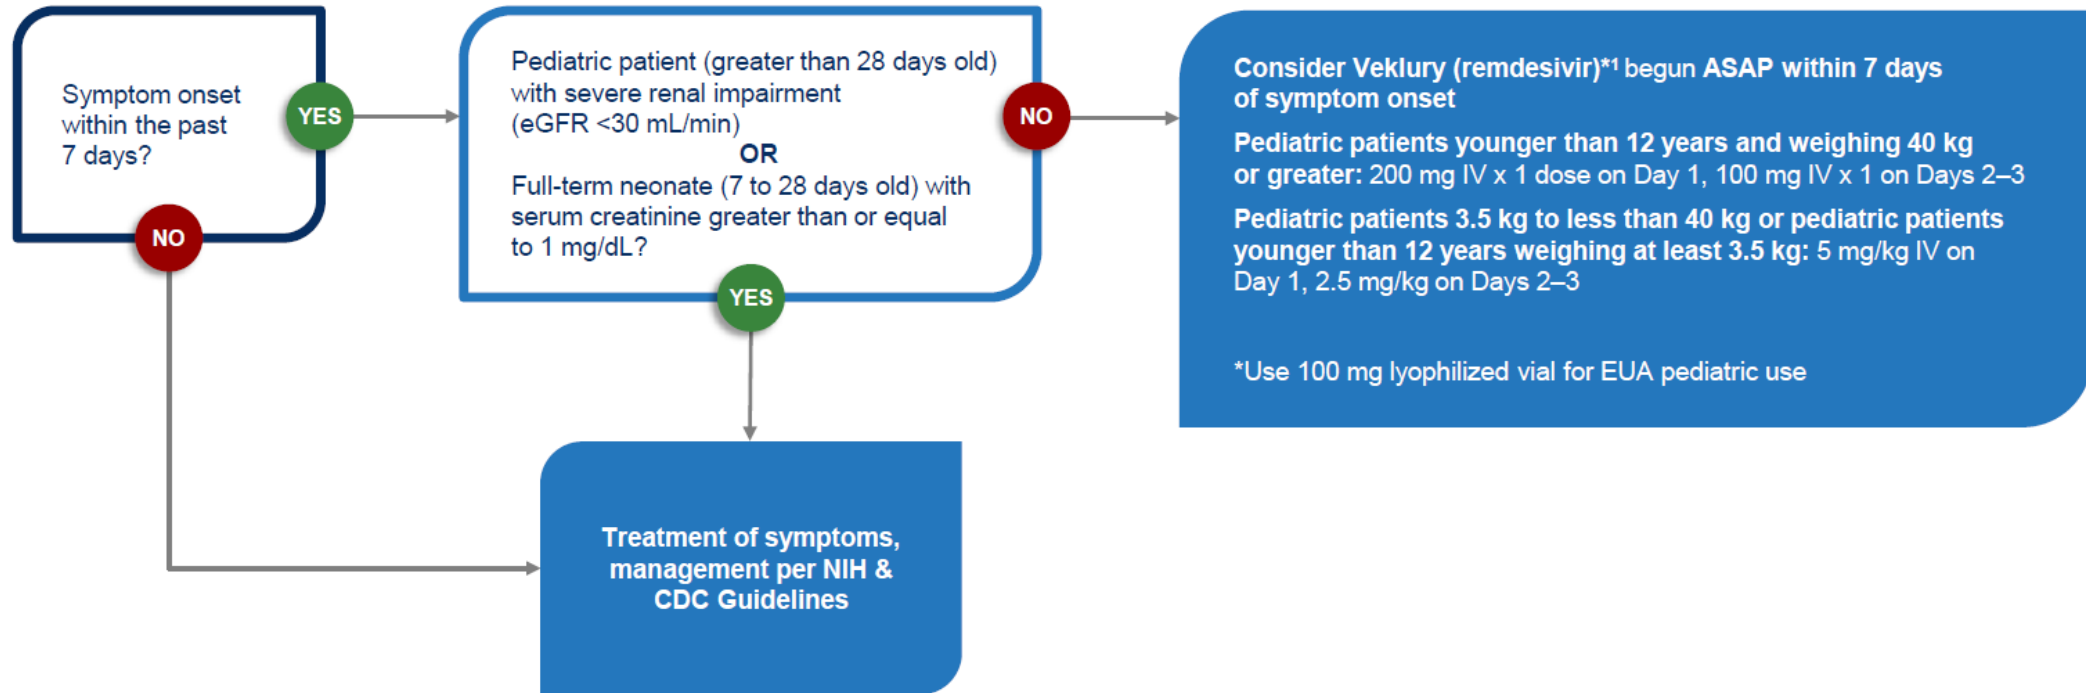 Symptom onset
within the past
7 days?
YES
NO
Pediatric patient (greater than 28 days old)
with severe renal impairment
(eGFR <30 mL/min)
OR
Full-term neonate (7 to 28 days old) with
serum creatinine greater than or equal
to 1 mg/dL?
NO
YES
Consider Veklury (remdesivir)*¹ begun ASAP within 7 days
of symptom onset
Pediatric patients younger than 12 years and weighing 40 kg
or greater: 200 mg IV x 1 dose on Day 1, 100 mg IV x 1 on Days 2–3
Pediatric patients 3.5 kg to less than 40 kg or pediatric patients
younger than 12 years weighing at least 3.5 kg: 5 mg/kg IV on
Day 1, 2.5 mg/kg on Days 2–3
*Use 100 mg lyophilized vial for EUA pediatric use
Treatment of symptoms,
management per NIH &
CDC Guidelines